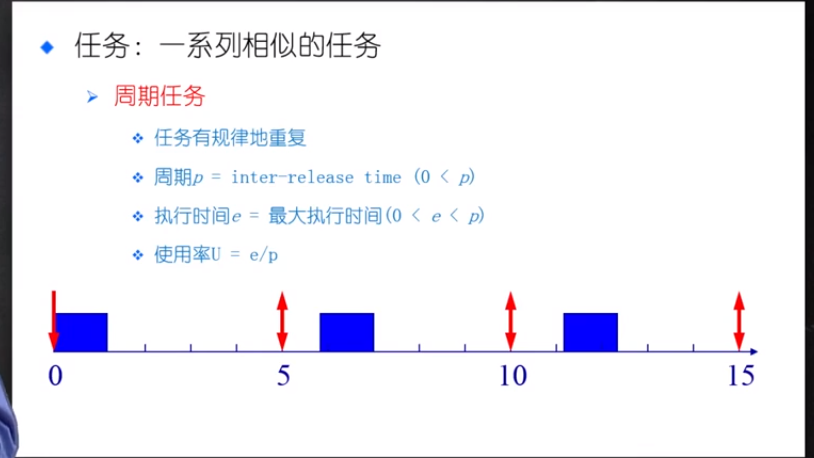 任务：一系列相似的任务
周期任务
任务有规律地重复
周期p = inter-release time (0 < p)
执行时间e = 最大执行时间(0 < e < p)
使用率U = e/p
0 5 10 15